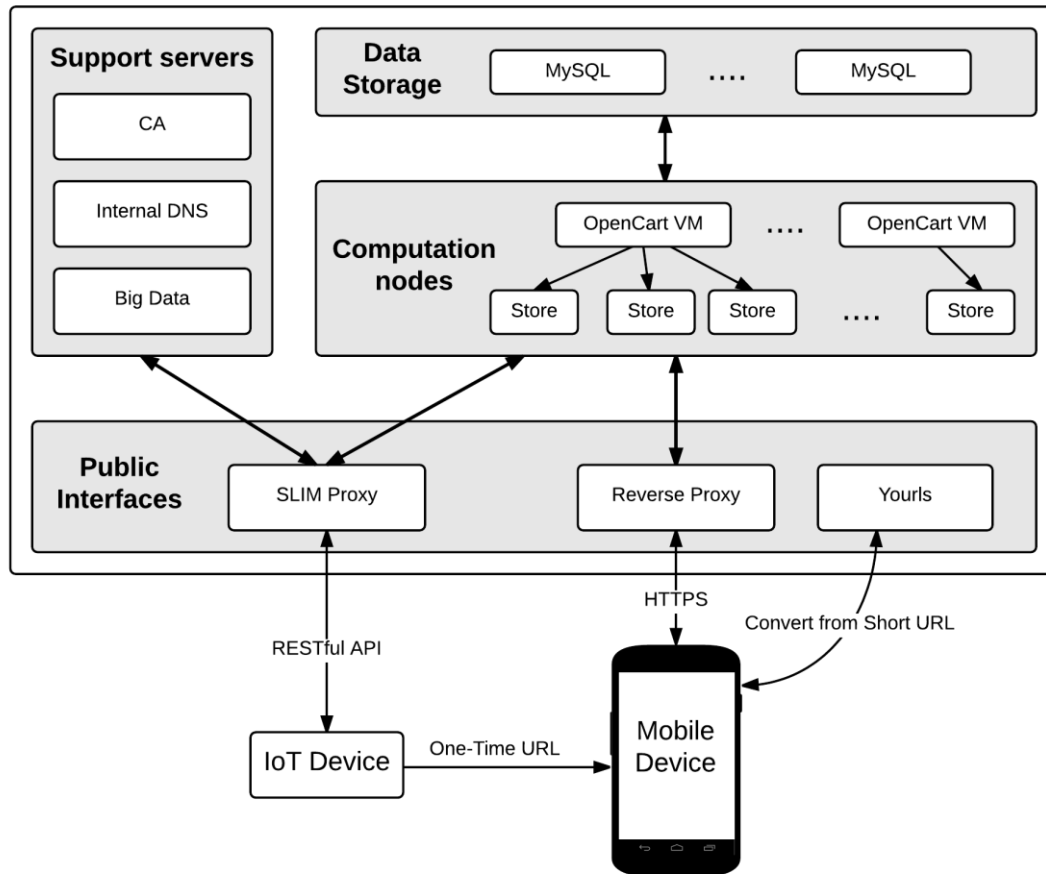 Support servers
CA
Internal DNS
Big Data
Data
Storage
MySQL
....
MySQL
Computation
nodes
OpenCart VM
....
OpenCart VM
Store
Store
Store
....
Store
Public
Interfaces
SLIM Proxy
Reverse Proxy
Yourls
RESTful API
HTTPS
Convert from Short URL
IoT Device
One-Time URL
Mobile
Device